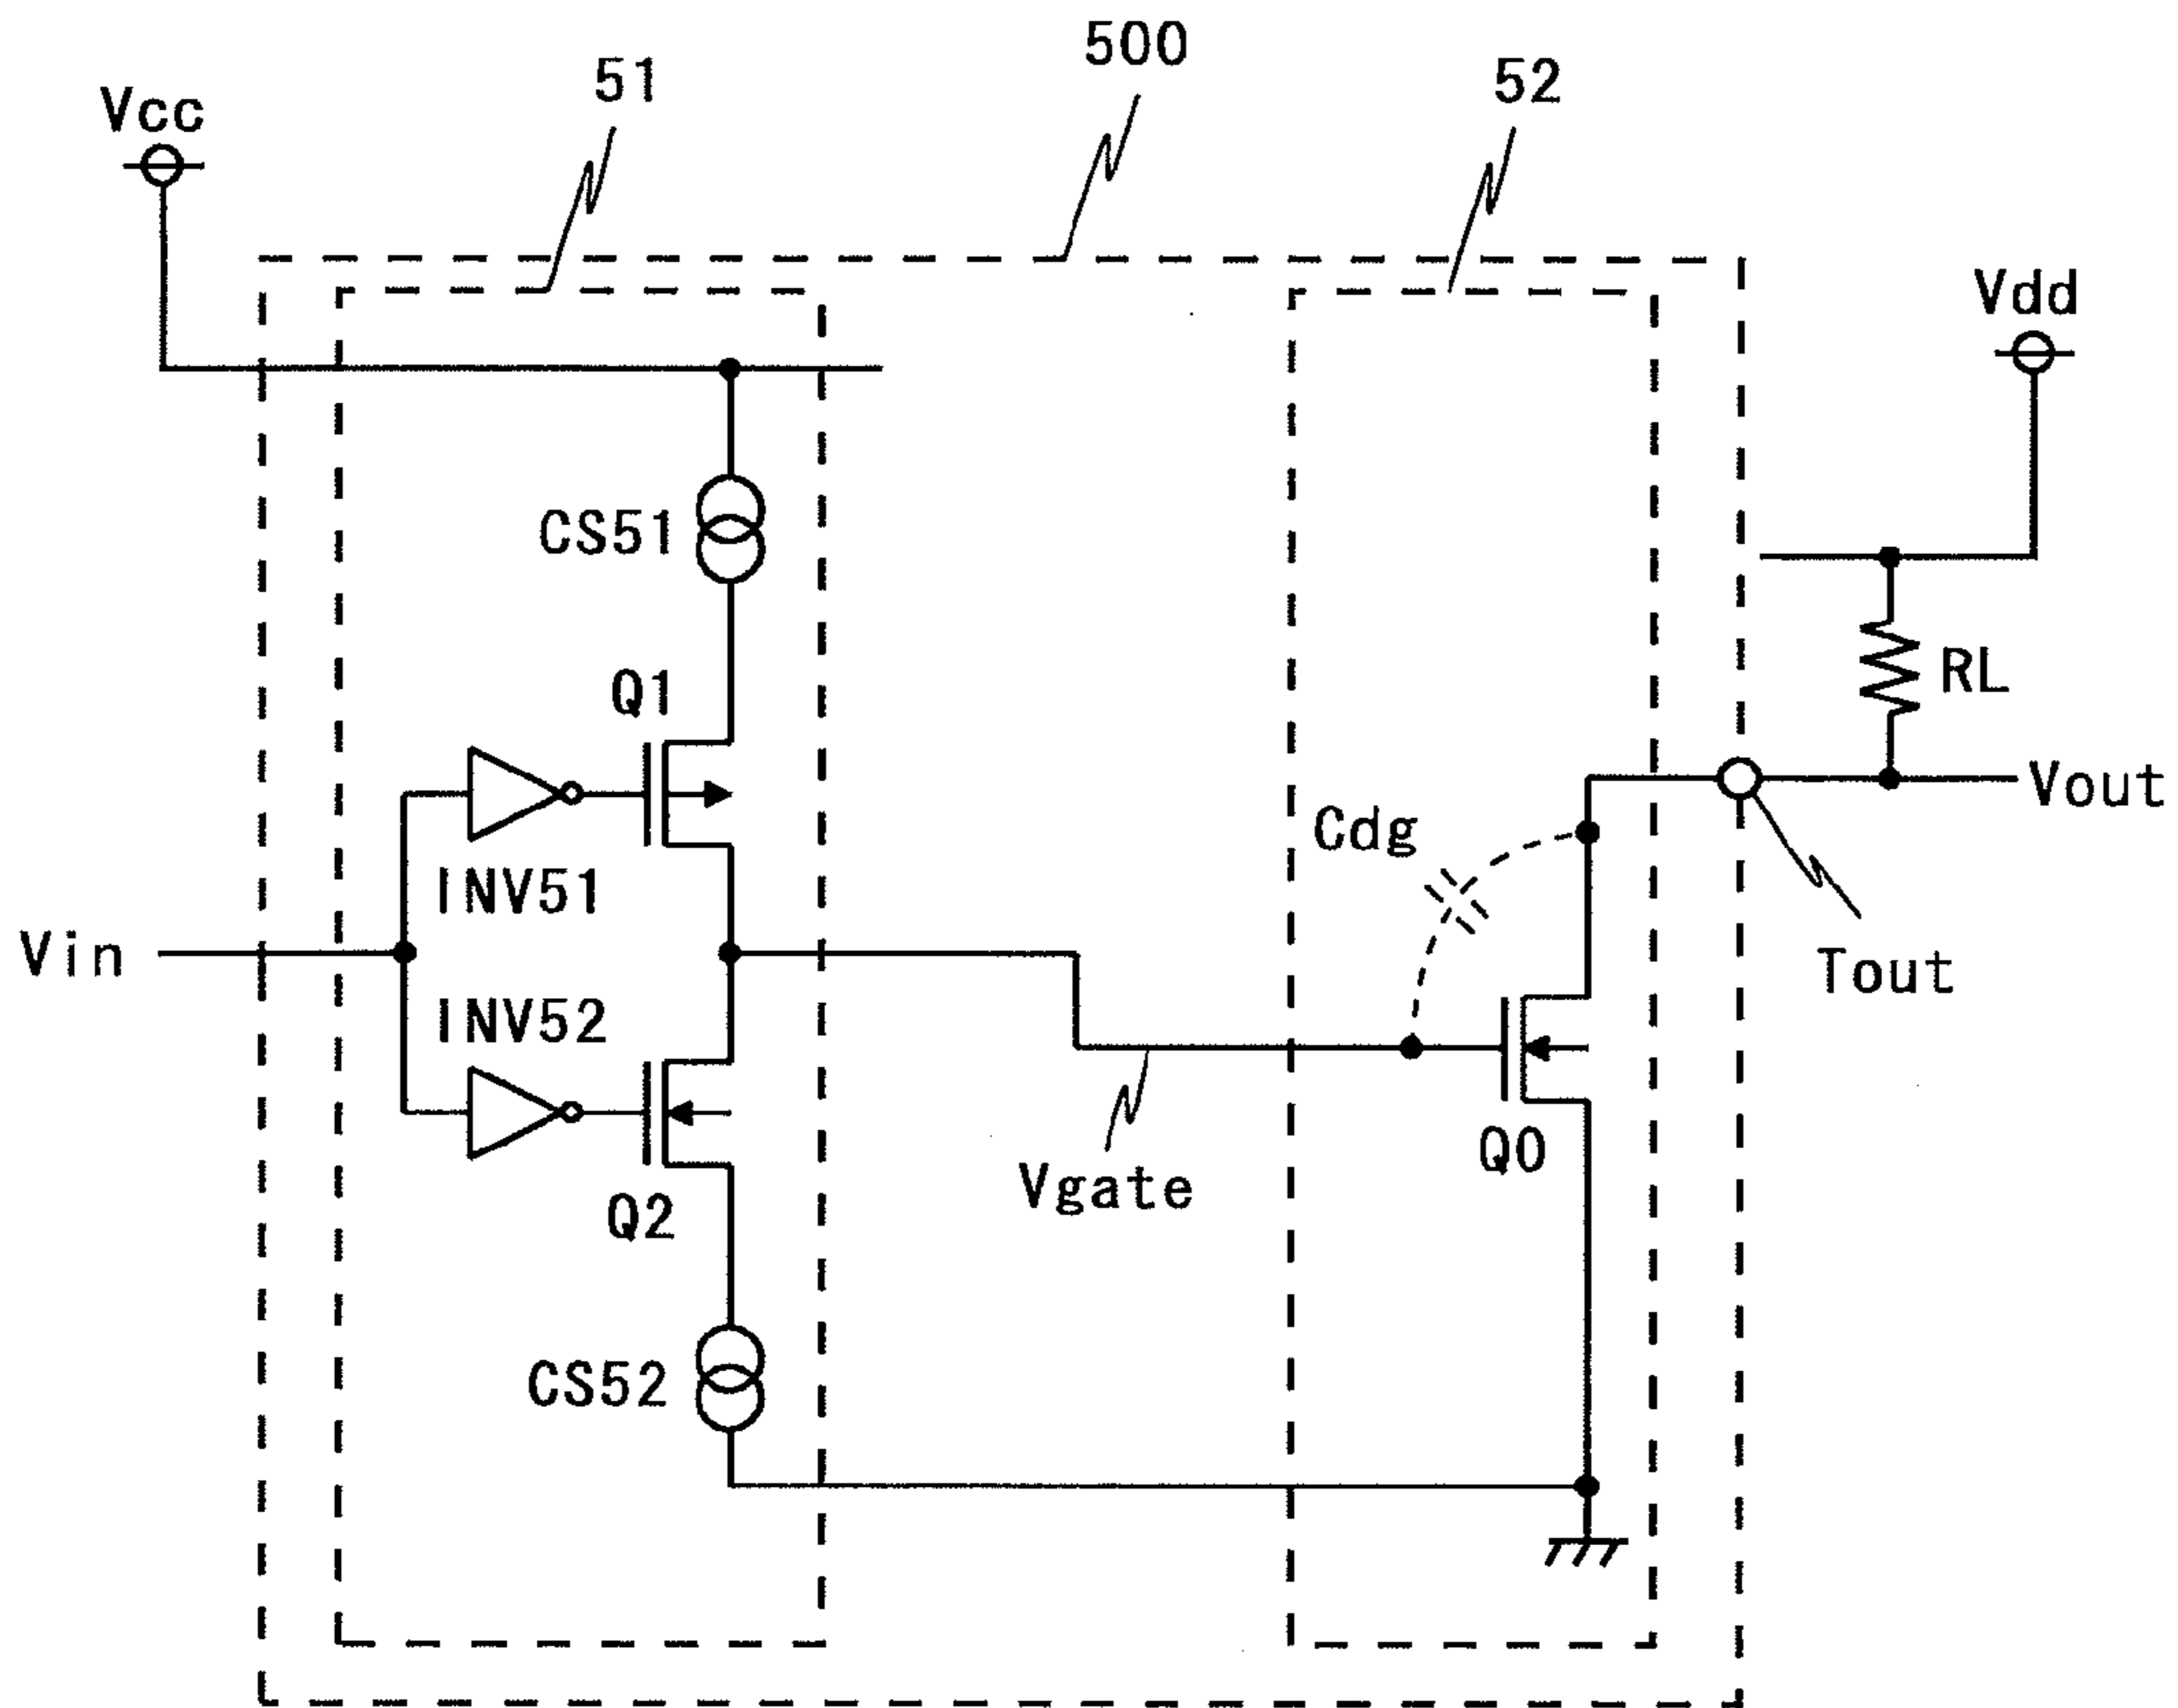 500
51
52
Vcc
Vdd
CS51
Q1
RL
Vout
Cdg
INV51
Vin
Tout
INV52
Q0
Vgate
Q2
CS52